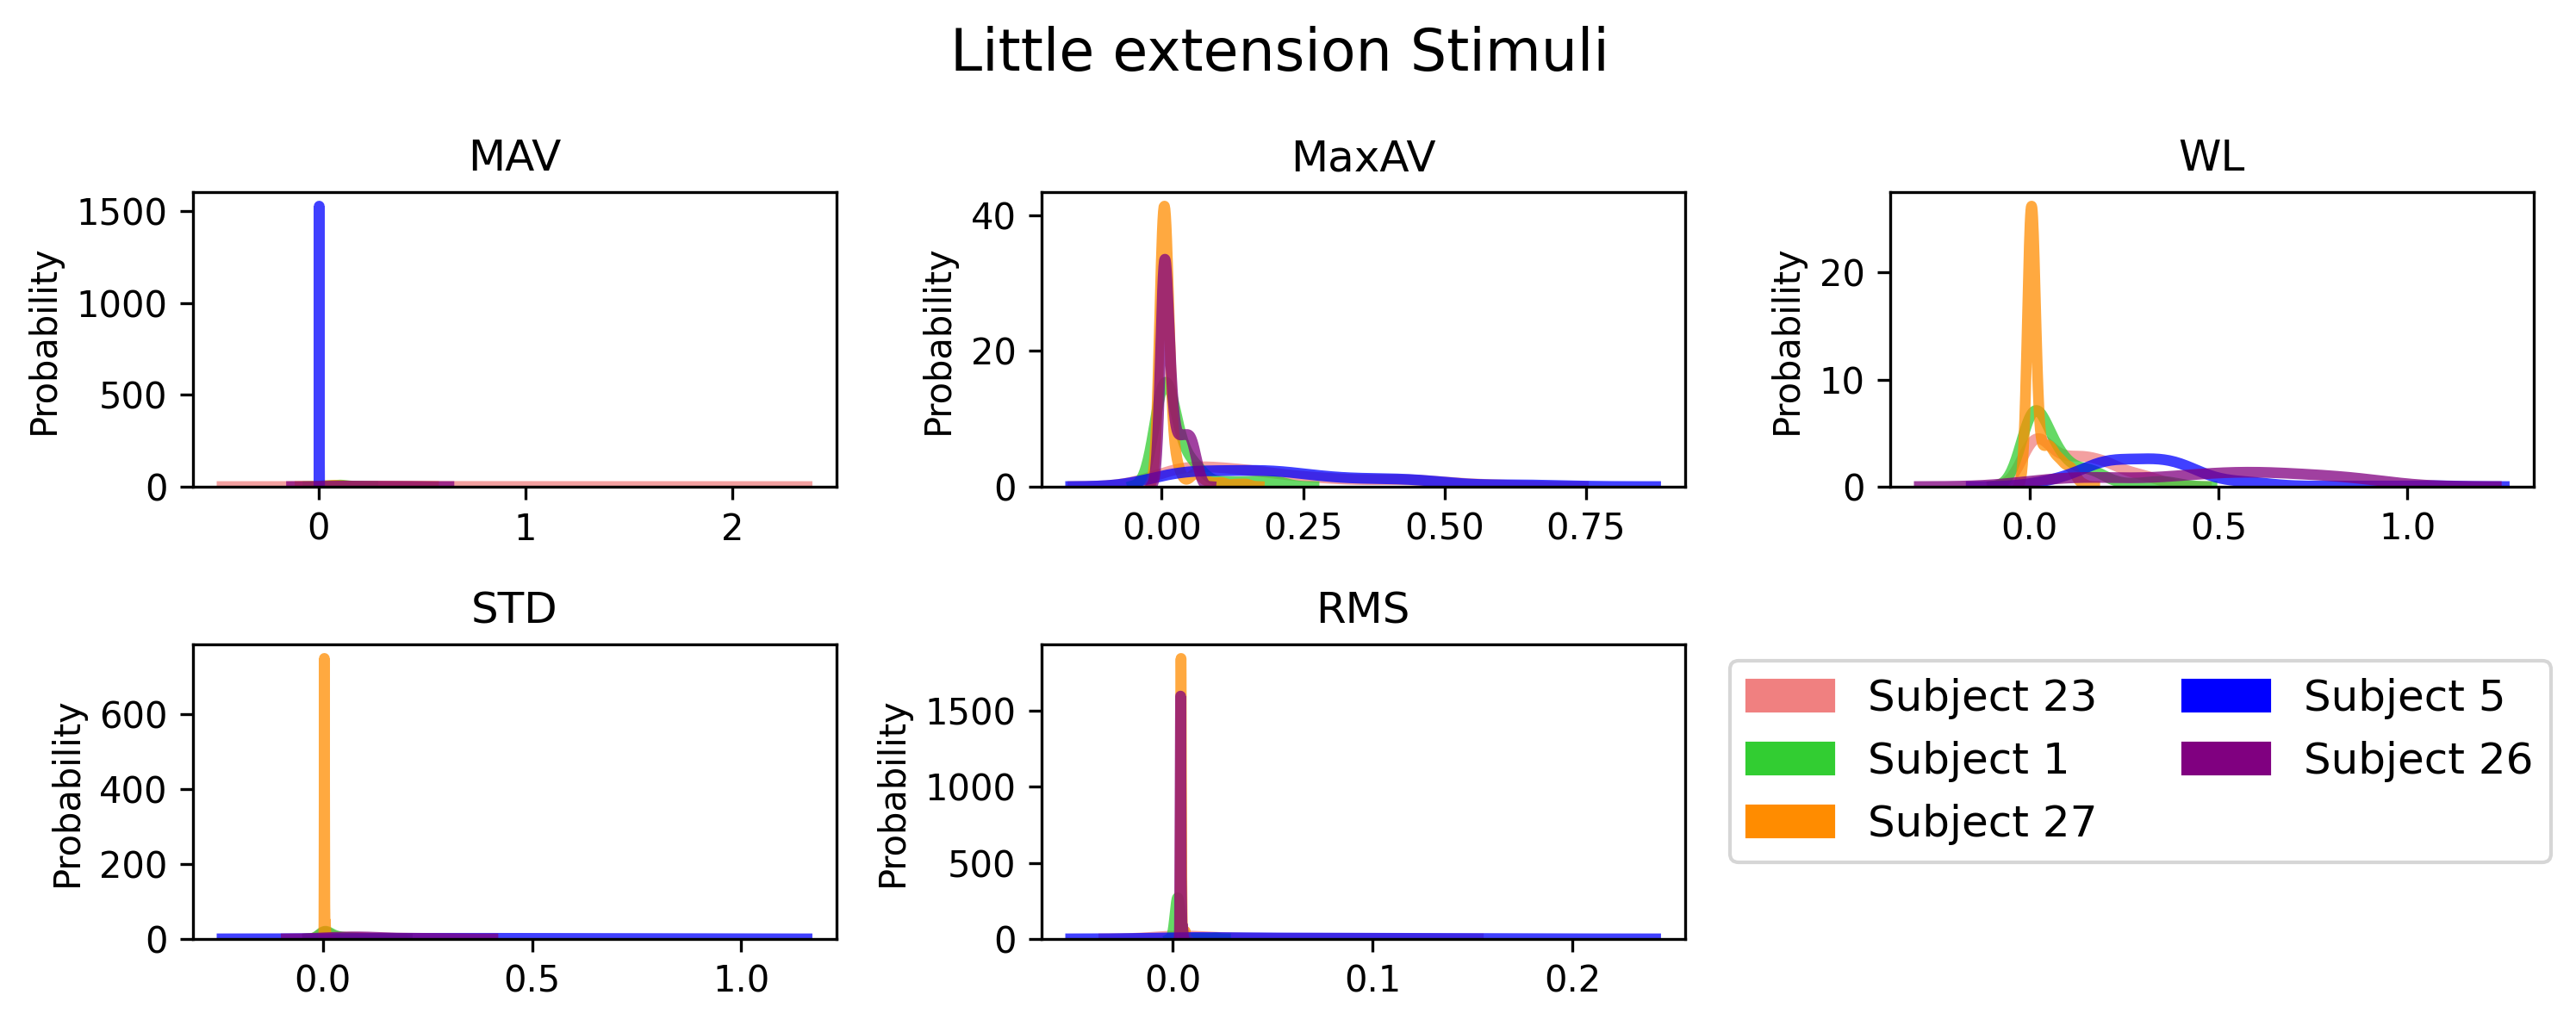 Little extension Stimuli
MAV
MaxAV
WL
Probability
1500
1000
500
0
0
1
2
Probability
40
20
0
0.00
0.25
0.50
0.75
Probability
20
10
0
0.0
0.5
1.0
STD
RMS
Probability
600
400
200
0
0.0
0.5
1.0
Probability
1500
1000
500
0
0.0
0.1
0.2
Subject 23
Subject 1
Subject 27
Subject 5
Subject 26